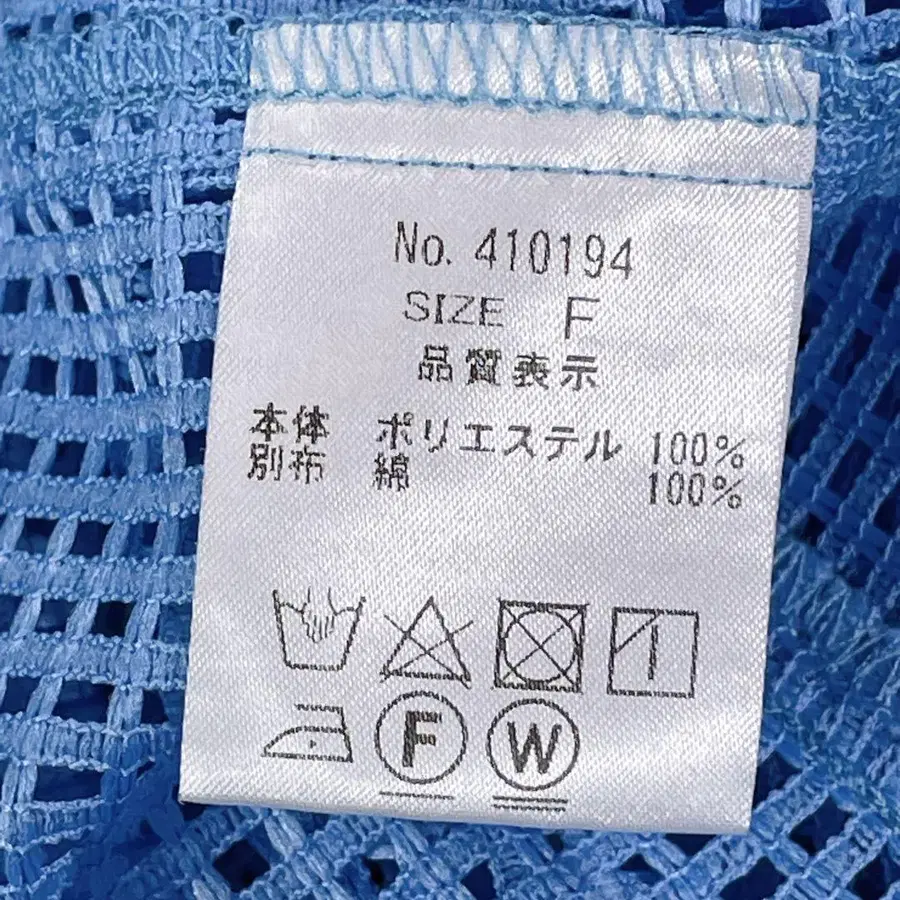 No. 410194
SIZE F
品質表示
本体 ポリエステル 100%
別布 綿 100%
F W